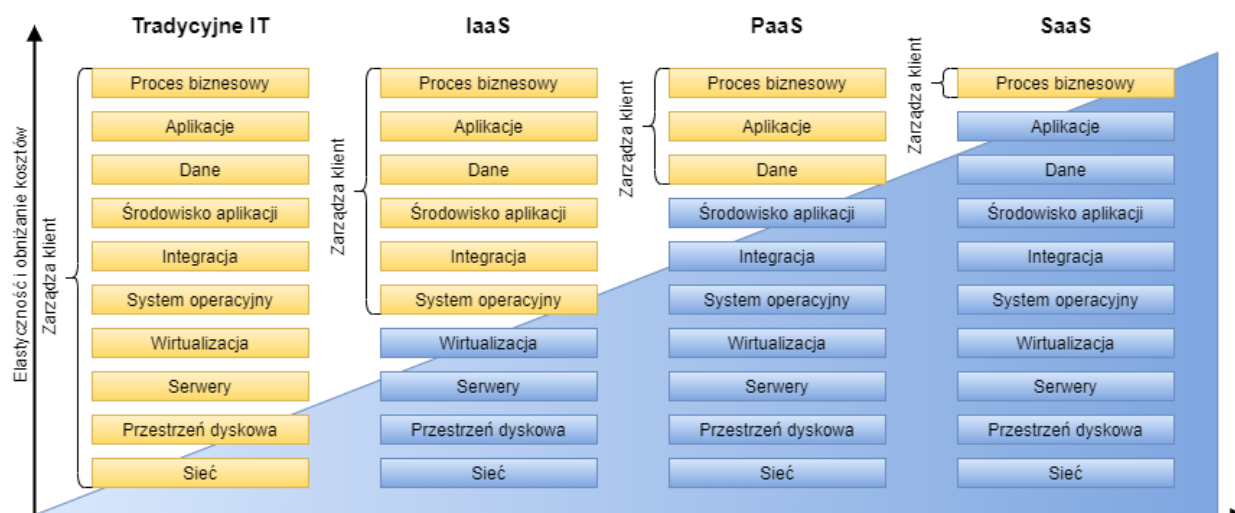 Tradycyjne IT
IaaS
PaaS
SaaS
Elastyczność i obniżanie kosztów
Zarządza klient
Proces biznesowy
Aplikacje
Dane
Środowisko aplikacji
Integracja
System operacyjny
Wirtualizacja
Serwery
Przestrzeń dyskowa
Sieć
Zarządza klient
Proces biznesowy
Aplikacje
Dane
Środowisko aplikacji
Integracja
System operacyjny
Wirtualizacja
Serwery
Przestrzeń dyskowa
Sieć
Zarządza klient
Proces biznesowy
Aplikacje
Dane
Środowisko aplikacji
Integracja
System operacyjny
Wirtualizacja
Serwery
Przestrzeń dyskowa
Sieć
Zarządza klient
Proces biznesowy
Aplikacje
Dane
Środowisko aplikacji
Integracja
System operacyjny
Wirtualizacja
Serwery
Przestrzeń dyskowa
Sieć